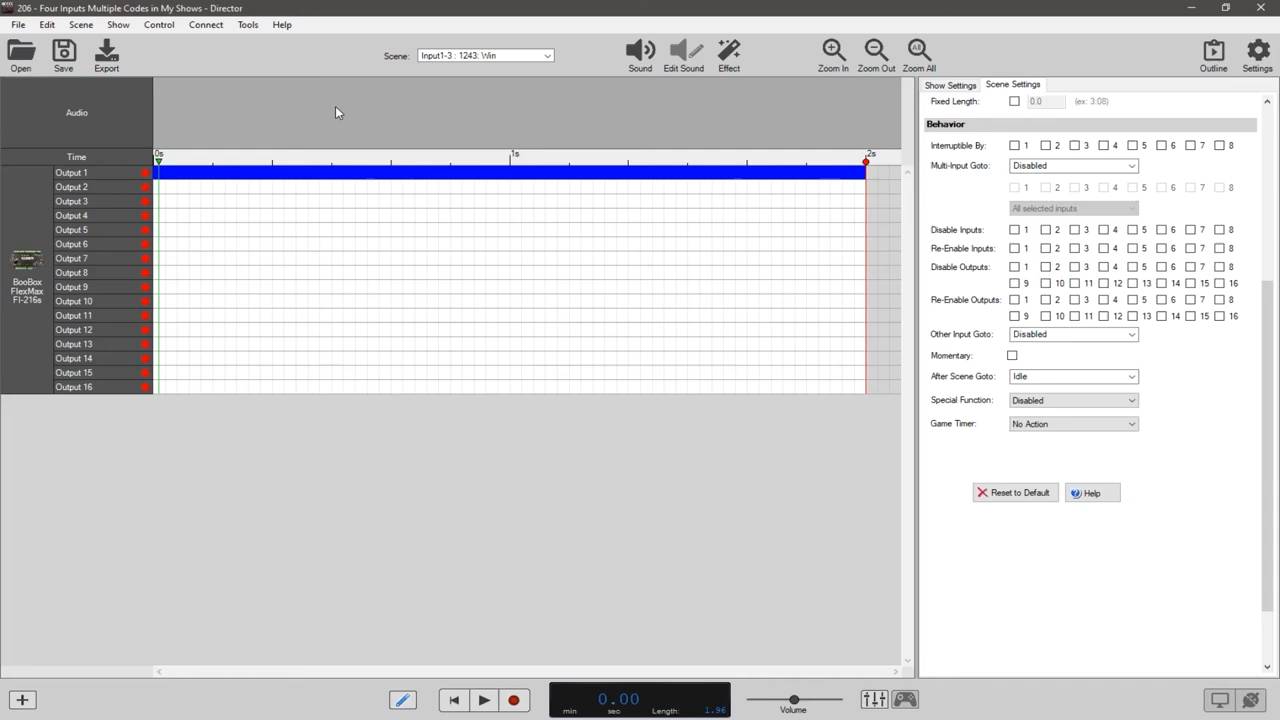 206 - Four Inputs Multiple Codes in My Shows - Director
File Edit Scene Show Control Connect Tools Help
Open Save Export Scene: Input1-3 : 1243: Win Sound Edit Sound Effect Zoom In Zoom Out All Zoom All Outline Settings
Audio
Time 0s 1s 2s
Output 1
Output 2
Output 3
Output 4
Output 5
Output 6
Output 7
Output 8
Output 9
Output 10
Output 11
Output 12
Output 13
Output 14
Output 15
Output 16
BooBox
FlexMax
FI-216s
Show Settings Scene Settings
Fixed Length: 0.0 (ex: 3:08)
Behavior
Interruptible By: 1 2 3 4 5 6 7 8
Multi-Input Goto: Disabled
1 2 3 4 5 6 7 8
All selected inputs
Disable Inputs: 1 2 3 4 5 6 7 8
Re-Enable Inputs: 1 2 3 4 5 6 7 8
Disable Outputs: 1 2 3 4 5 6 7 8
9 10 11 12 13 14 15 16
Re-Enable Outputs: 1 2 3 4 5 6 7 8
9 10 11 12 13 14 15 16
Other Input Goto: Disabled
Momentary:
After Scene Goto: Idle
Special Function: Disabled
Game Timer: No Action
Reset to Default Help
0.00
min sec Length: 1.96
Volume